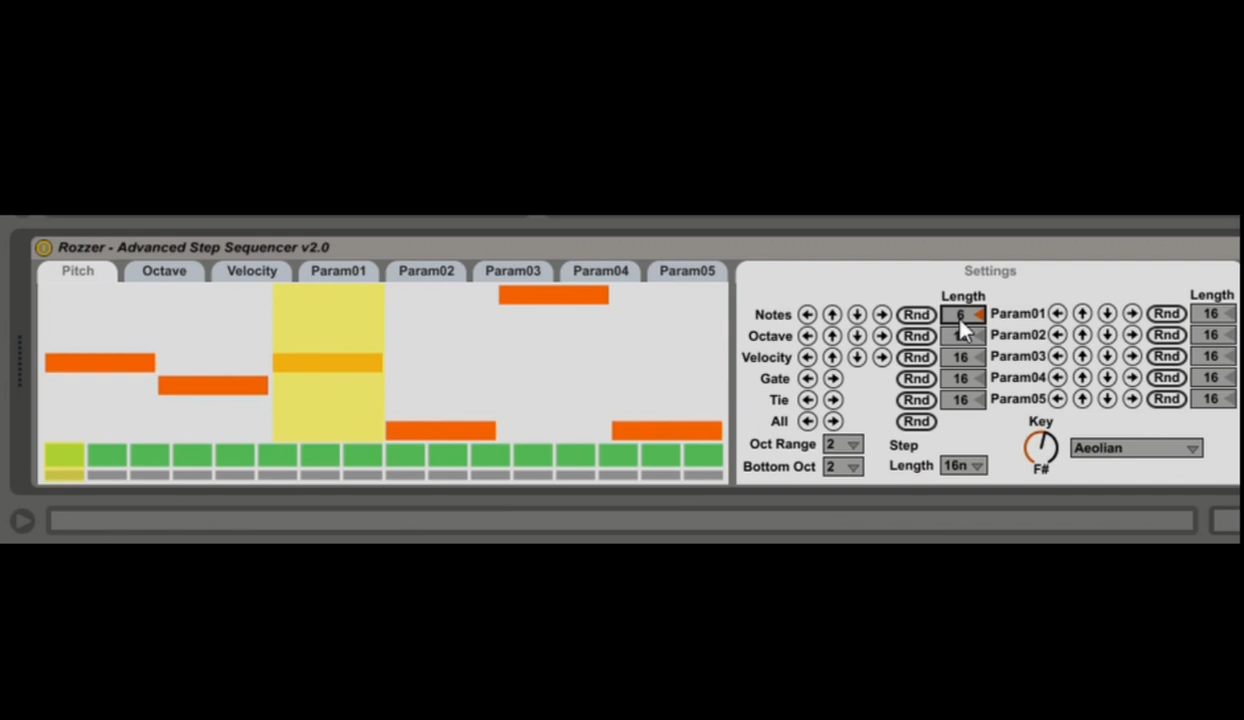 Rozzer - Advanced Step Sequencer v2.0
Pitch Octave Velocity Param01 Param02 Param03 Param04 Param05
Settings
Length Length
Notes Rnd 6 Param01 Rnd 16
Octave Rnd Param02 Rnd 16
Velocity Rnd 16 Param03 Rnd 16
Gate Rnd 16 Param04 Rnd 16
Tie Rnd 16 Param05 Rnd 16
All Rnd Key
Oct Range 2 Step Aeolian
Bottom Oct 2 Length 16n F#